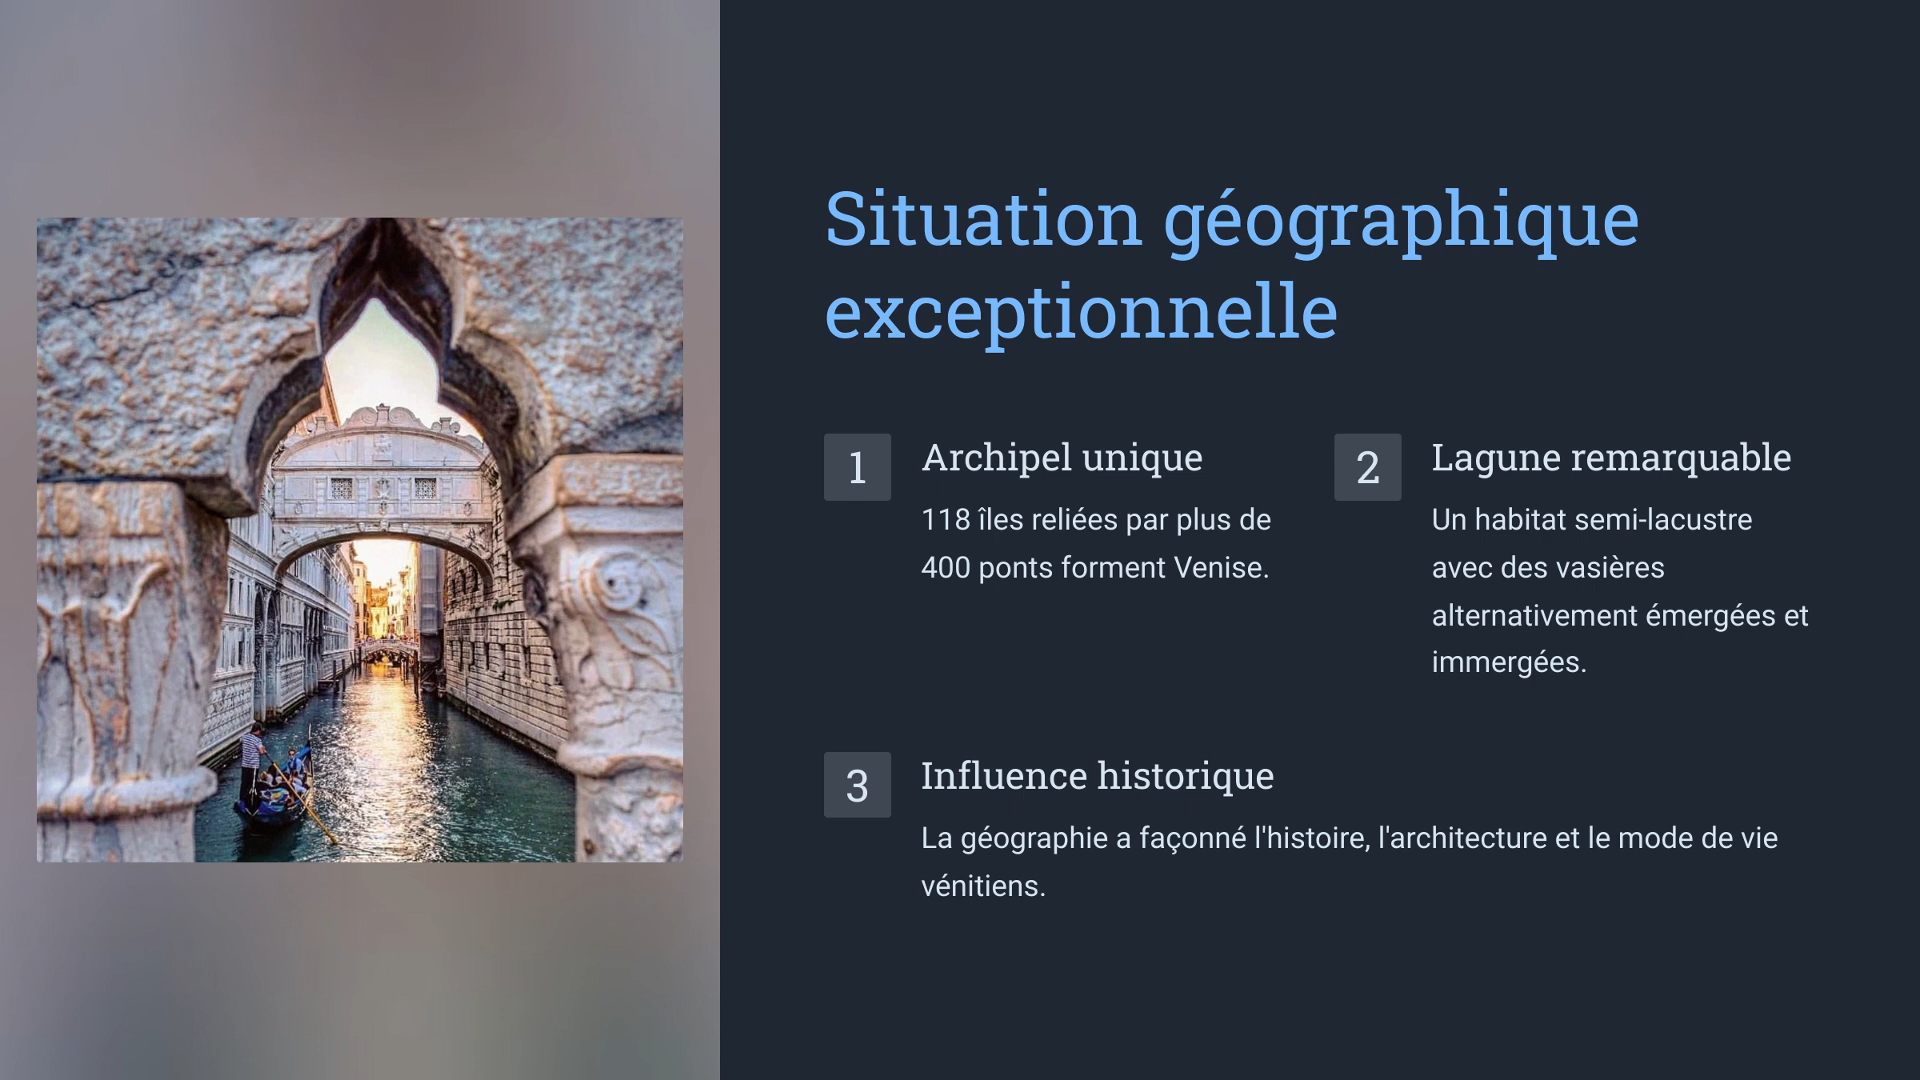 Situation géographique
exceptionnelle
1
Archipel unique
118 îles reliées par plus de
400 ponts forment Venise.
2
Lagune remarquable
Un habitat semi-lacustre
avec des vasières
alternativement émergées et
immergées.
3
Influence historique
La géographie a façonné l'histoire, l'architecture et le mode de vie
vénitiens.